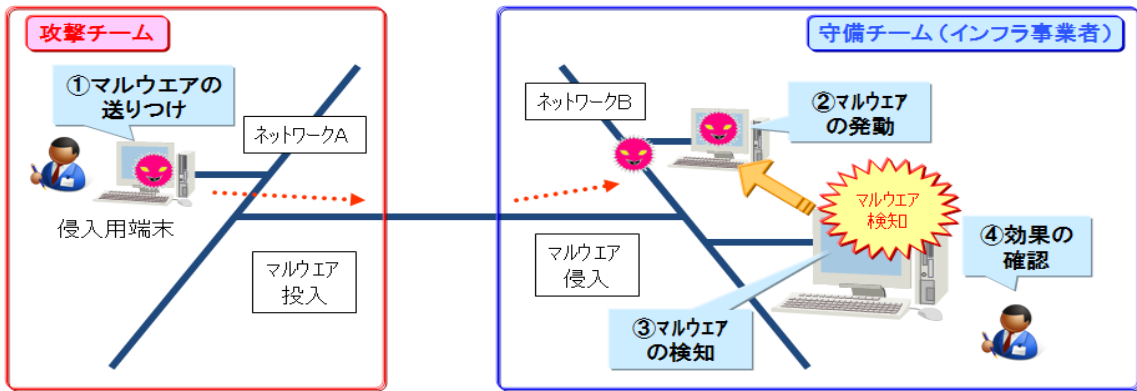 攻撃チーム
①マルウエアの
送りつけ
ネットワークA
侵入用端末
マルウエア
投入
守備チーム(インフラ事業者)
ネットワークB
②マルウエア
の発動
マルウエア
検知
④効果の
確認
マルウエア
侵入
③マルウエア
の検知